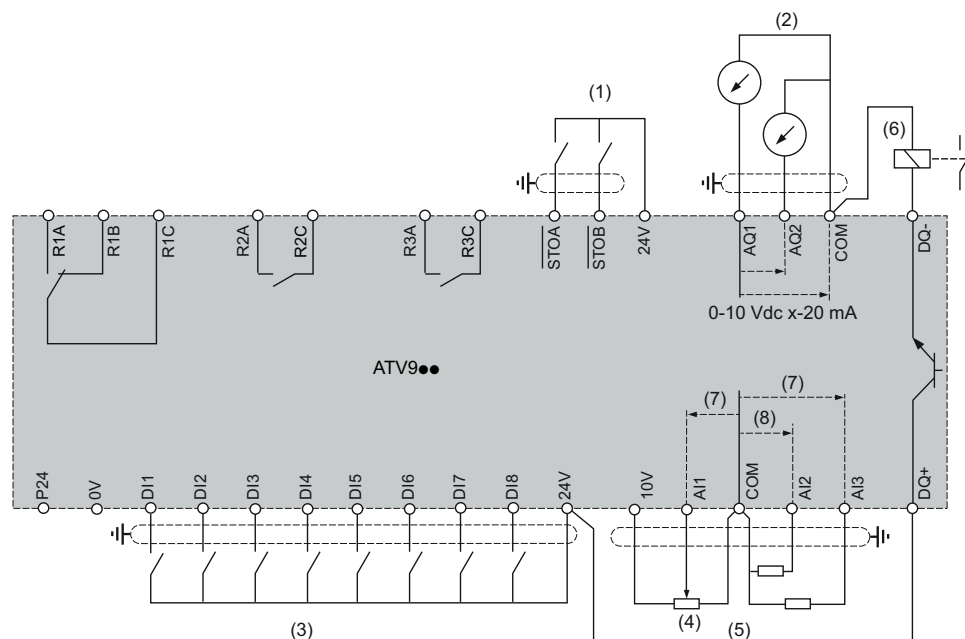 (2)
(1)
(6)
R1A
R1B
R1C
R2A
R2C
R3A
R3C
STOA
STOB
24V
AQ1
AQ2
COM
DQ-
0-10 Vdc x-20 mA
ATV9●●
(7)
(7)
(8)
P24
0V
DI1
DI2
DI3
DI4
DI5
DI6
DI7
DI8
24V
10V
AI1
COM
AI2
AI3
DQ+
(3)
(4)
(5)